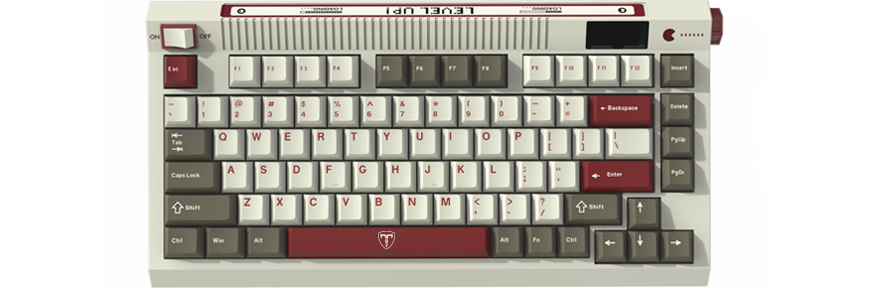 LEVEL UP!
LOADING... LOADING...
ON OFF
Esc F1 F2 F3 F4 F5 F6 F7 F8 F9 F10 F11 F12 Insert
~ ! @ # $ % ^ & * ( ) — + ← Backspace Delete
` 1 2 3 4 5 6 7 8 9 0 - =
Tab Q W E R T Y U I O P { } | PgUp
[ ] \
Caps Lock A S D F G H J K L : " ← Enter PgDn
; '
⇧ Shift Z X C V B N M < > ? ⇧ Shift ↑
, . /
Ctrl Win Alt Alt Fn Ctrl ← ↓ →